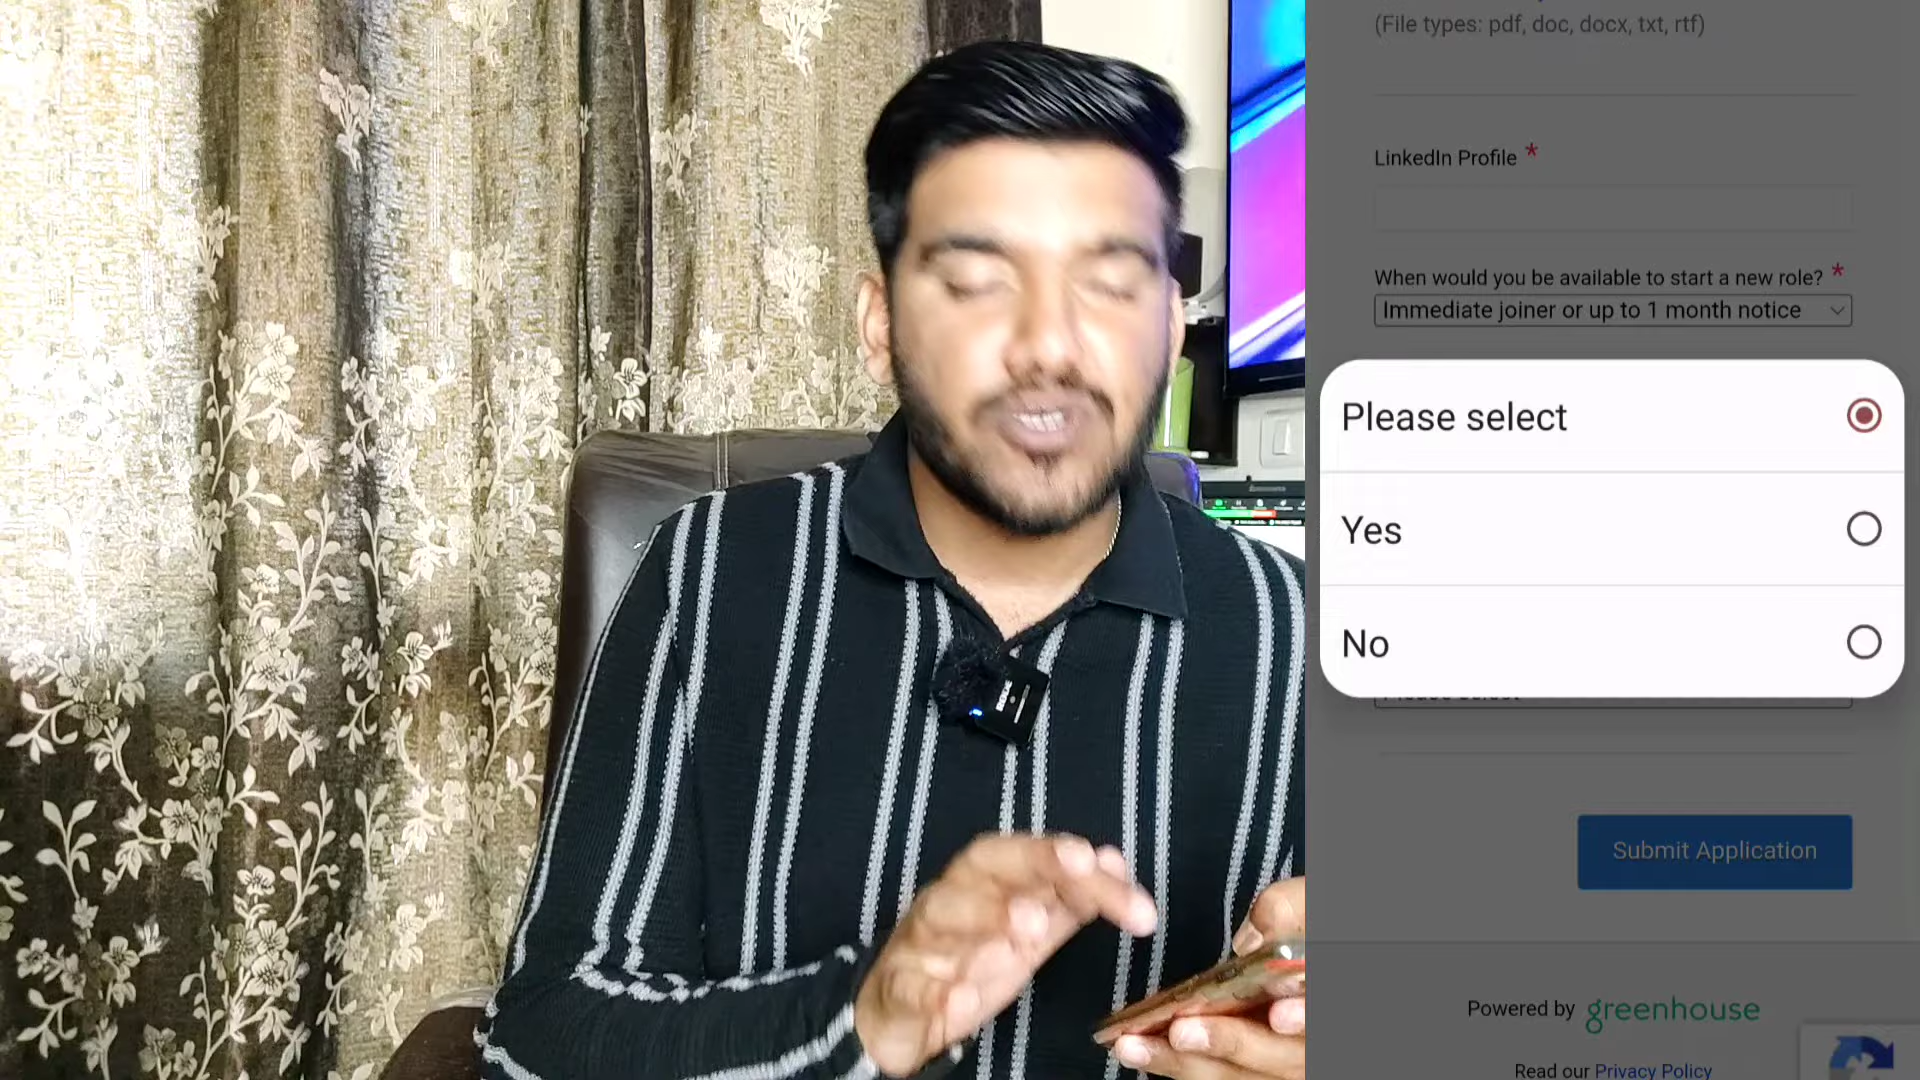 (File types: pdf, doc, docx, txt, rtf)
LinkedIn Profile *
When would you be available to start a new role? *
Immediate joiner or up to 1 month notice
Please select
Yes
No
Submit Application
Powered by greenhouse
Read our Privacy Policy